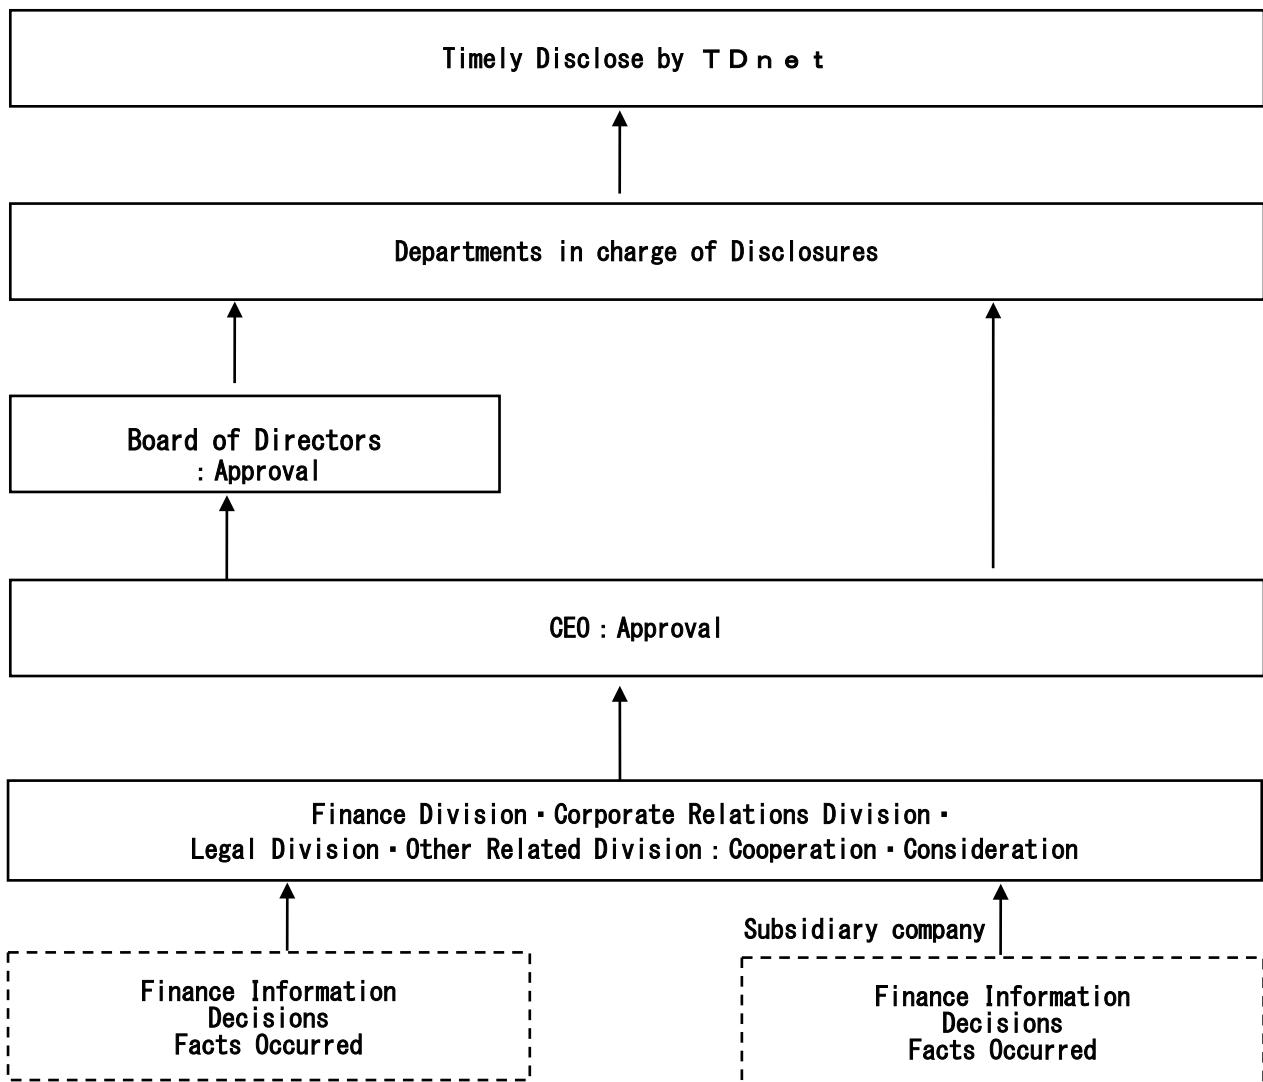 Timely Disclose by ＴＤｎｅｔ
Departments in charge of Disclosures
Board of Directors
：Approval
CEO：Approval
Finance Division・Corporate Relations Division・
Legal Division・Other Related Division：Cooperation・Consideration
Subsidiary company
Finance Information
Decisions
Facts Occurred
Finance Information
Decisions
Facts Occurred